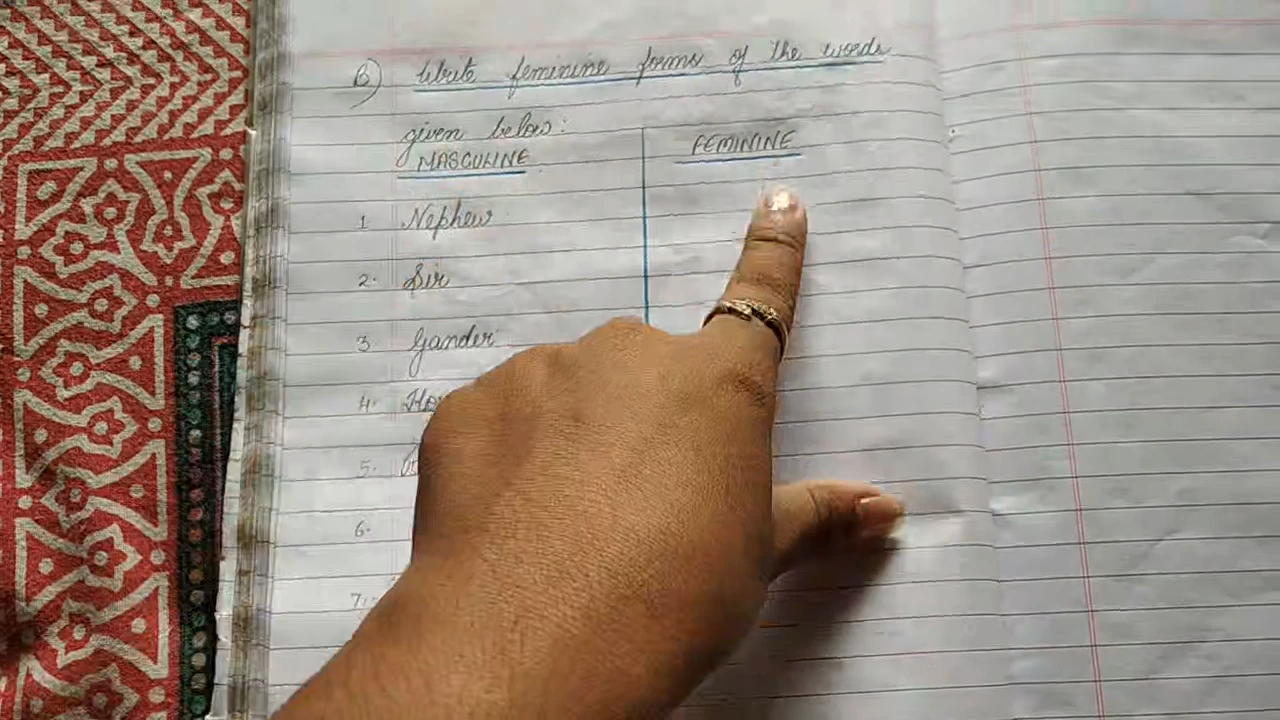 B) Write feminine forms of the words
given below:
MASCULINE FEMININE
1 Nephew
2. Sir
3 Gander
4.
5.
6.
7.